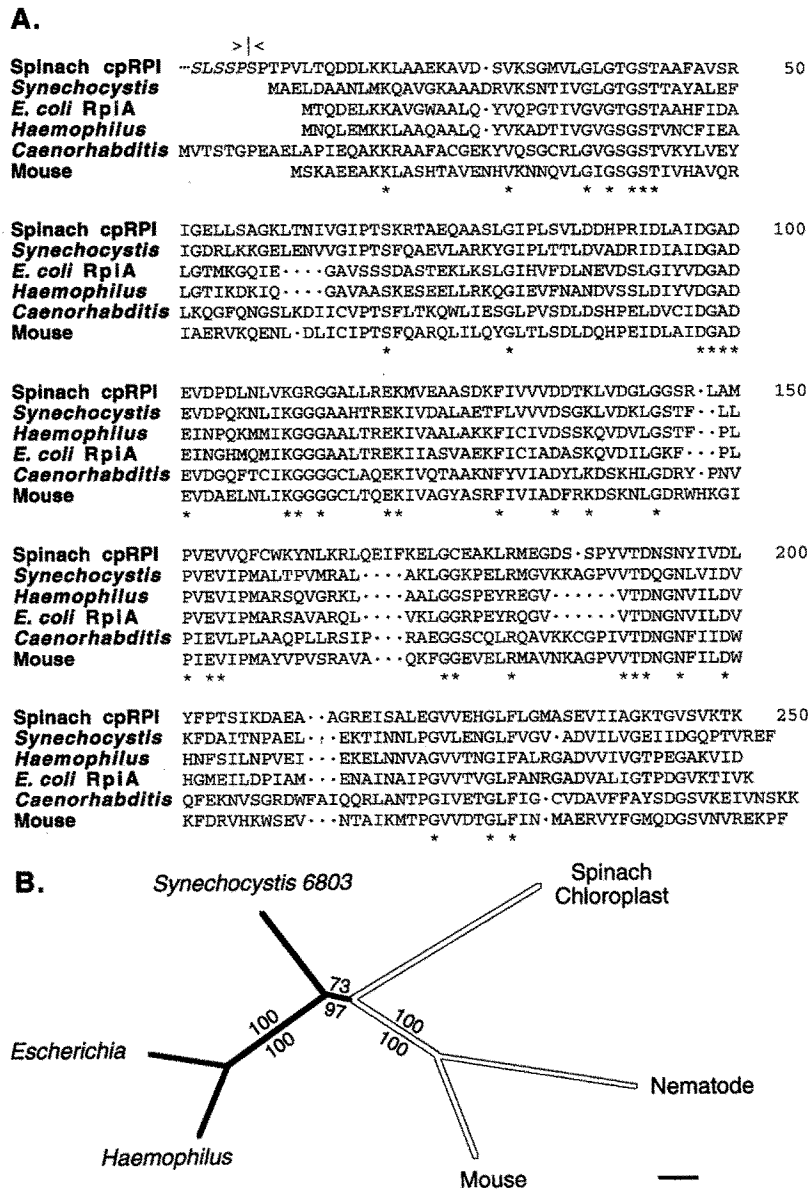 A.
>|<
Spinach cpRPI ···SLSSPSPTPVLTQDDLKKLAAEKAVD·SVKSGMVLGLGTGSTAAFAVSR 50
Synechocystis MAELDAANLMKQAVGKAAADRVKSNTIVGLGTGSTTAYALEF
E. coli RpiA MTQDELKKAVGWAALQ·YVQPGTIVGVGTGSTAAHFIDA
Haemophilus MNQLEMKKLAAQAALQ·YVKADTIVGVGSGSTVNCFIEA
Caenorhabditis MVTSTGPEAELAPIEQAKKRAAFACGEKYVQSGCRLGVGSGSTVKYLVEY
Mouse MSKAEEAKKLASHTAVENHVKNNQVLGIGSGSTIVHAVQR
* * * * ***
Spinach cpRPI IGELLSAGKLTNIVGIPTSKRTAEQAASLGIPLSVLDDHPRIDLAIDGAD 100
Synechocystis IGDRLKKGELENVVGIPTSFQAEVLARKYGIPLTTLDVADRIDIAIDGAD
E. coli RpiA LGTMKGQIE····GAVSSSDASTEKLKSLGIHVFDLNEVDSLGIYVDGAD
Haemophilus LGTIKDKIQ····GAVAASKESEELLRKQGIEVFNANDVSSLDIYVDGAD
Caenorhabditis LKQGFQNGSLKDIICVPTSFLTKQWLIESGLPVSDLDSHPELDVCIDGAD
Mouse IAERVKQENL·DLICIPTSFQARQLILQYGLTLSDLDQHPEIDLAIDGAD
* * ****
Spinach cpRPI EVDPDLNLVKGRGGALLREKMVEAASDKFIVVVDDTKLVDGLGGSR·LAM 150
Synechocystis EVDPQKNLIKGGGAAHTREKIVDALAETFLVVVDSGKLVDKLGSTF··LL
Haemophilus EINPQKMMIKGGGAALTREKIVAALAKKFICIVDSSKQVDVLGSTF··PL
E. coli RpiA EINGHMQMIKGGGAALTREKIIASVAEKFICIADASKQVDILGKF···PL
Caenorhabditis EVDGQFTCIKGGGGCLAQEKIVQTAAKNFYVIADYLKDSKHLGDRY·PNV
Mouse EVDAELNLIKGGGGCLTQEKIVAGYASRFIVIADFRKDSKNLGDRWHKGI
* ** * ** * * * *
Spinach cpRPI PVEVVQFCWKYNLKRLQEIFKELGCEAKLRMEGDS·SPYVTDNSNYIVDL 200
Synechocystis PVEVIPMALTPVMRAL····AKLGGKPELRMGVKKAGPVVTDQGNLVIDV
Haemophilus PVEVIPMARSQVGRKL····AALGGSPEYREGV······VTDNGNVILDV
E. coli RpiA PVEVIPMARSAVARQL····VKLGGRPEYRQGV······VTDNGNVILDV
Caenorhabditis PIEVLPLAAQPLLRSIP···RAEGGSCQLRQAVKKCGPIVTDNGNFIIDW
Mouse PIEVIPMAYVPVSRAVA···QKFGGEVELRMAVNKAGPVVTDNGNFILDW
* ** ** * *** * *
Spinach cpRPI YFPTSIKDAEA··AGREISALEGVVEHGLFLGMASEVIIAGKTGVSVKTK 250
Synechocystis KFDAITNPAEL··EKTINNLPGVLENGLFVGV·ADVILVGEIIDGQPTVREF
Haemophilus HNFSILNPVEI···EKELNNVAGVVTNGIFALRGADVVIVGTPEGAKVID
E. coli RpiA HGMEILDPIAM···ENAINAIPGVVTVGLFANRGADVALIGTPDGVKTIVK
Caenorhabditis QFEKNVSGRDWFAIQQRLANTPGIVETGLFIG·CVDAVFFAYSDGSVKEIVNSKK
Mouse KFDRVHKWSEV···NTAIKMTPGVVDTGLFIN·MAERVYFGMQDGSVNVREKPF
* * *
B.
Synechocystis 6803
Spinach
Chloroplast
73
97
100
100
100
100
Escherichia
Nematode
Haemophilus
Mouse